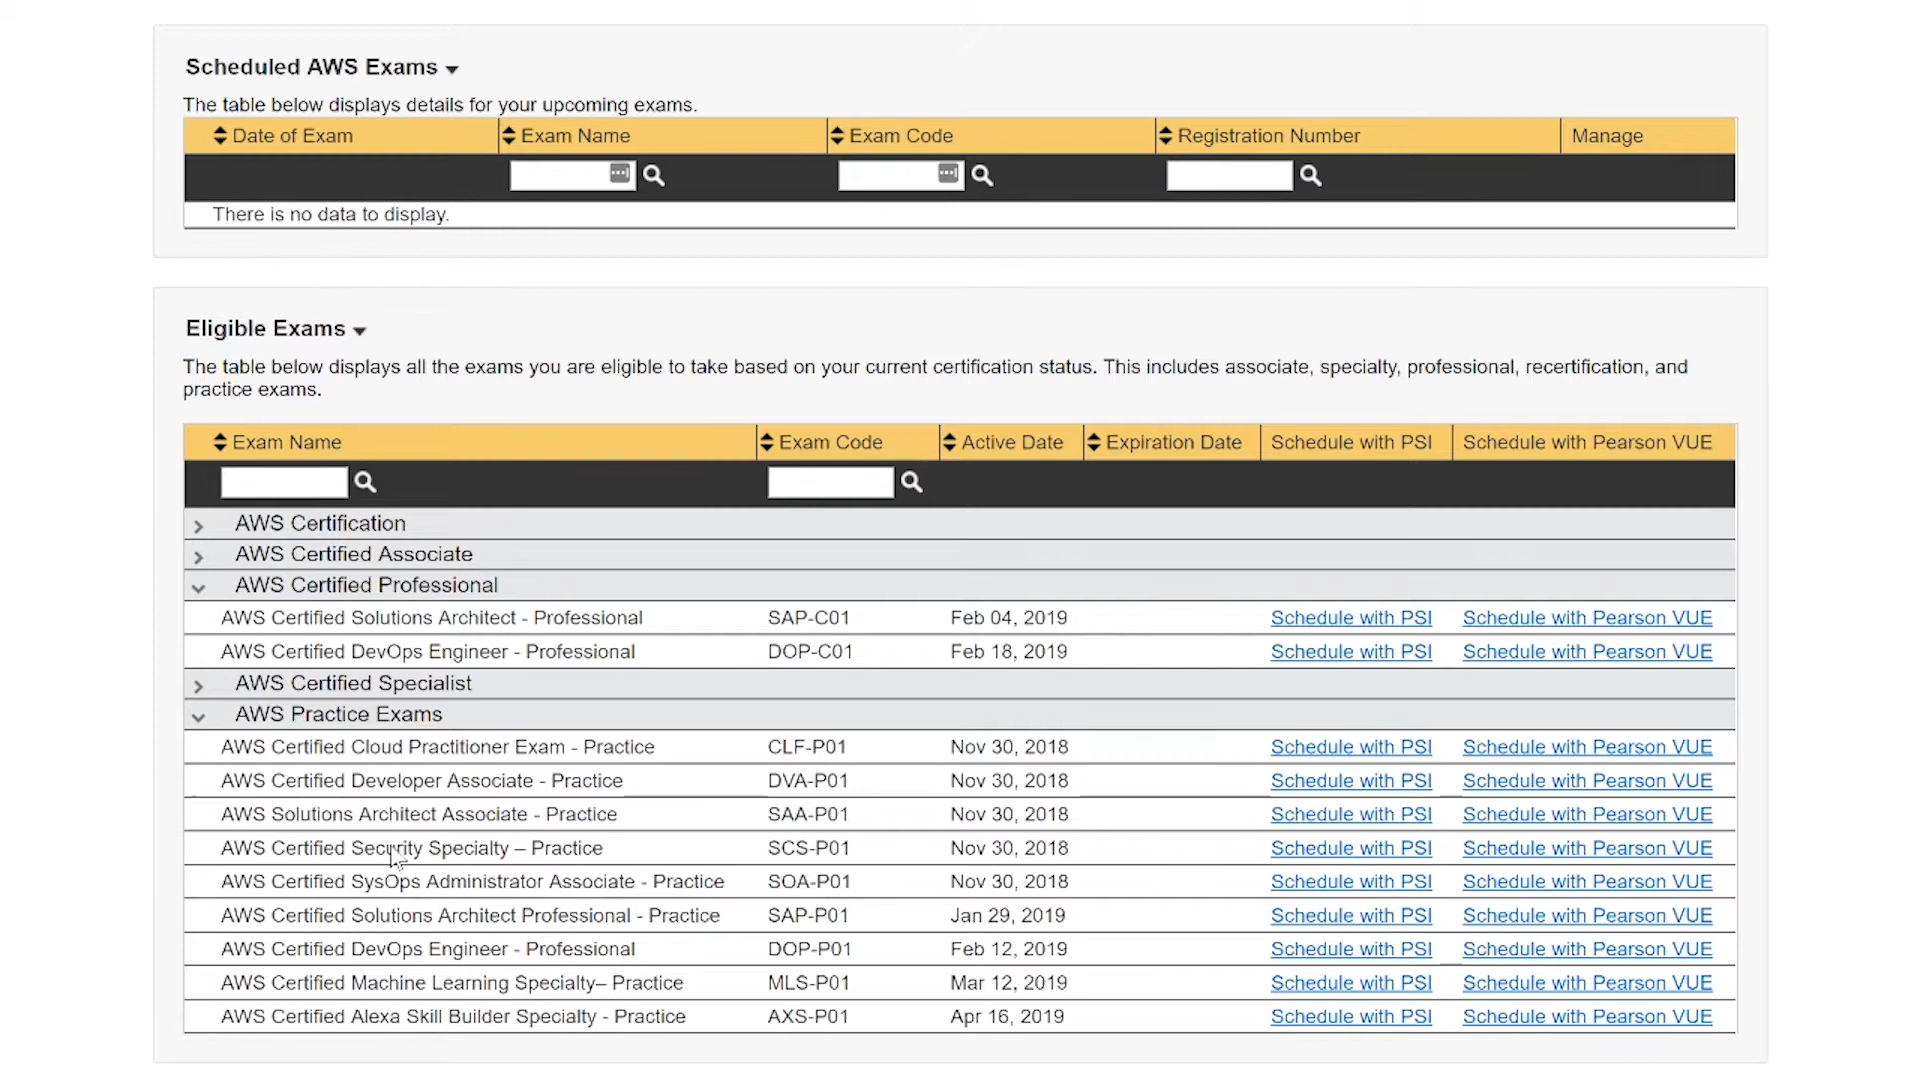 Scheduled AWS Exams
The table below displays details for your upcoming exams.
Date of Exam Exam Name Exam Code Registration Number Manage
There is no data to display.
Eligible Exams
The table below displays all the exams you are eligible to take based on your current certification status. This includes associate, specialty, professional, recertification, and
practice exams.
Exam Name Exam Code Active Date Expiration Date Schedule with PSI Schedule with Pearson VUE
AWS Certification
AWS Certified Associate
AWS Certified Professional
AWS Certified Solutions Architect - Professional SAP-C01 Feb 04, 2019 Schedule with PSI Schedule with Pearson VUE
AWS Certified DevOps Engineer - Professional DOP-C01 Feb 18, 2019 Schedule with PSI Schedule with Pearson VUE
AWS Certified Specialist
AWS Practice Exams
AWS Certified Cloud Practitioner Exam - Practice CLF-P01 Nov 30, 2018 Schedule with PSI Schedule with Pearson VUE
AWS Certified Developer Associate - Practice DVA-P01 Nov 30, 2018 Schedule with PSI Schedule with Pearson VUE
AWS Solutions Architect Associate - Practice SAA-P01 Nov 30, 2018 Schedule with PSI Schedule with Pearson VUE
AWS Certified Security Specialty – Practice SCS-P01 Nov 30, 2018 Schedule with PSI Schedule with Pearson VUE
AWS Certified SysOps Administrator Associate - Practice SOA-P01 Nov 30, 2018 Schedule with PSI Schedule with Pearson VUE
AWS Certified Solutions Architect Professional - Practice SAP-P01 Jan 29, 2019 Schedule with PSI Schedule with Pearson VUE
AWS Certified DevOps Engineer - Professional DOP-P01 Feb 12, 2019 Schedule with PSI Schedule with Pearson VUE
AWS Certified Machine Learning Specialty– Practice MLS-P01 Mar 12, 2019 Schedule with PSI Schedule with Pearson VUE
AWS Certified Alexa Skill Builder Specialty - Practice AXS-P01 Apr 16, 2019 Schedule with PSI Schedule with Pearson VUE